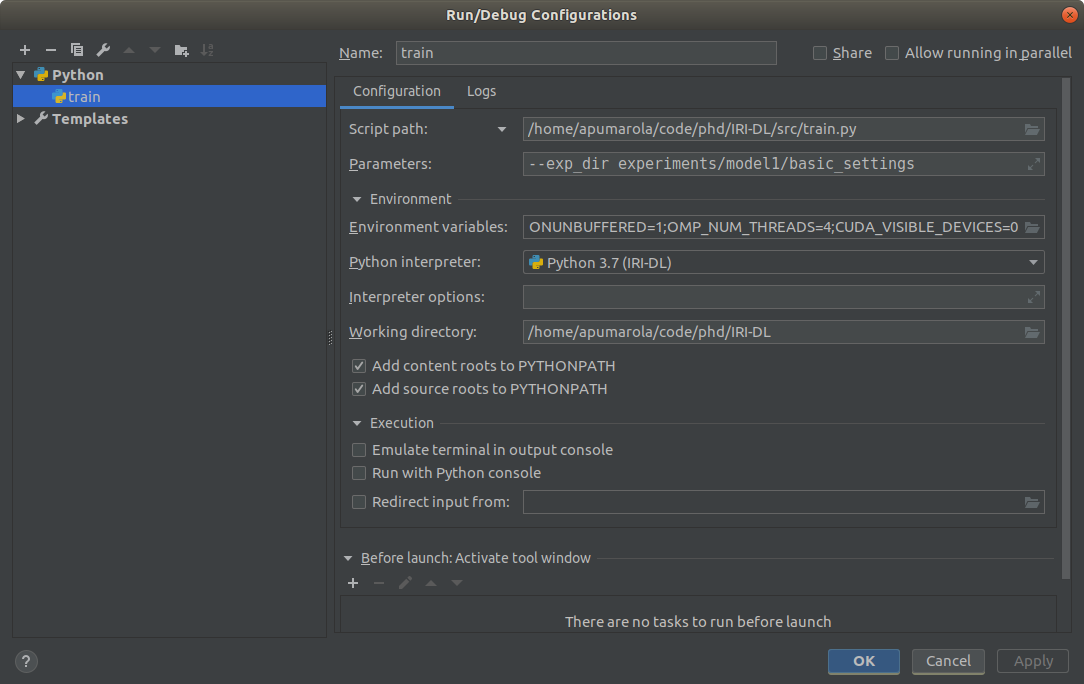 Run/Debug Configurations
Name: train Share Allow running in parallel
Python
train
Templates
Configuration Logs
Script path: /home/apumarola/code/phd/IRI-DL/src/train.py
Parameters: --exp_dir experiments/model1/basic_settings
Environment
Environment variables: ONUNBUFFERED=1;OMP_NUM_THREADS=4;CUDA_VISIBLE_DEVICES=0
Python interpreter: Python 3.7 (IRI-DL)
Interpreter options:
Working directory: /home/apumarola/code/phd/IRI-DL
Add content roots to PYTHONPATH
Add source roots to PYTHONPATH
Execution
Emulate terminal in output console
Run with Python console
Redirect input from:
Before launch: Activate tool window
There are no tasks to run before launch
? OK Cancel Apply